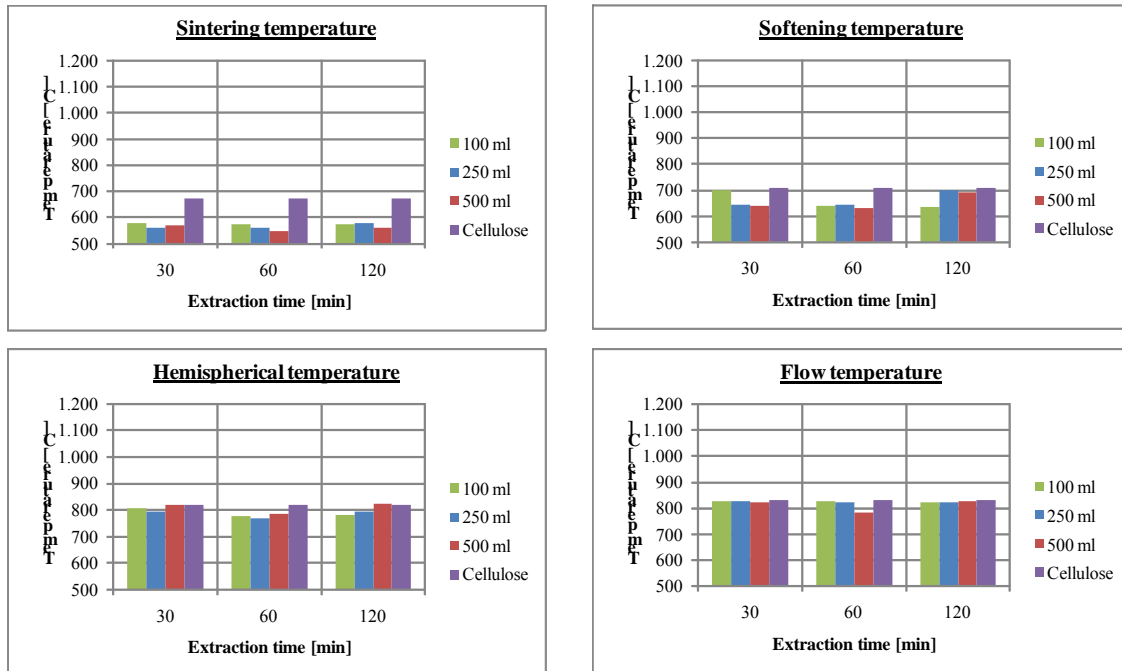 Sintering temperature
1.200
1.100
1.000
900
800
700
600
500
Temperature [C]
30
60
120
Extraction time [min]
100 ml
250 ml
500 ml
Cellulose
Softening temperature
1.200
1.100
1.000
900
800
700
600
500
Temperature [C]
30
60
120
Extraction time [min]
100 ml
250 ml
500 ml
Cellulose
Hemispherical temperature
1.200
1.100
1.000
900
800
700
600
500
Temperature [C]
30
60
120
Extraction time [min]
100 ml
250 ml
500 ml
Cellulose
Flow temperature
1.200
1.100
1.000
900
800
700
600
500
Temperature [C]
30
60
120
Extraction time [min]
100 ml
250 ml
500 ml
Cellulose